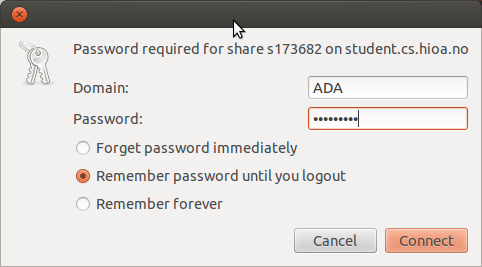 Password required for share s173682 on student.cs.hioa.no
Domain: ADA
Password: •••••••••
Forget password immediately
Remember password until you logout
Remember forever
Cancel Connect